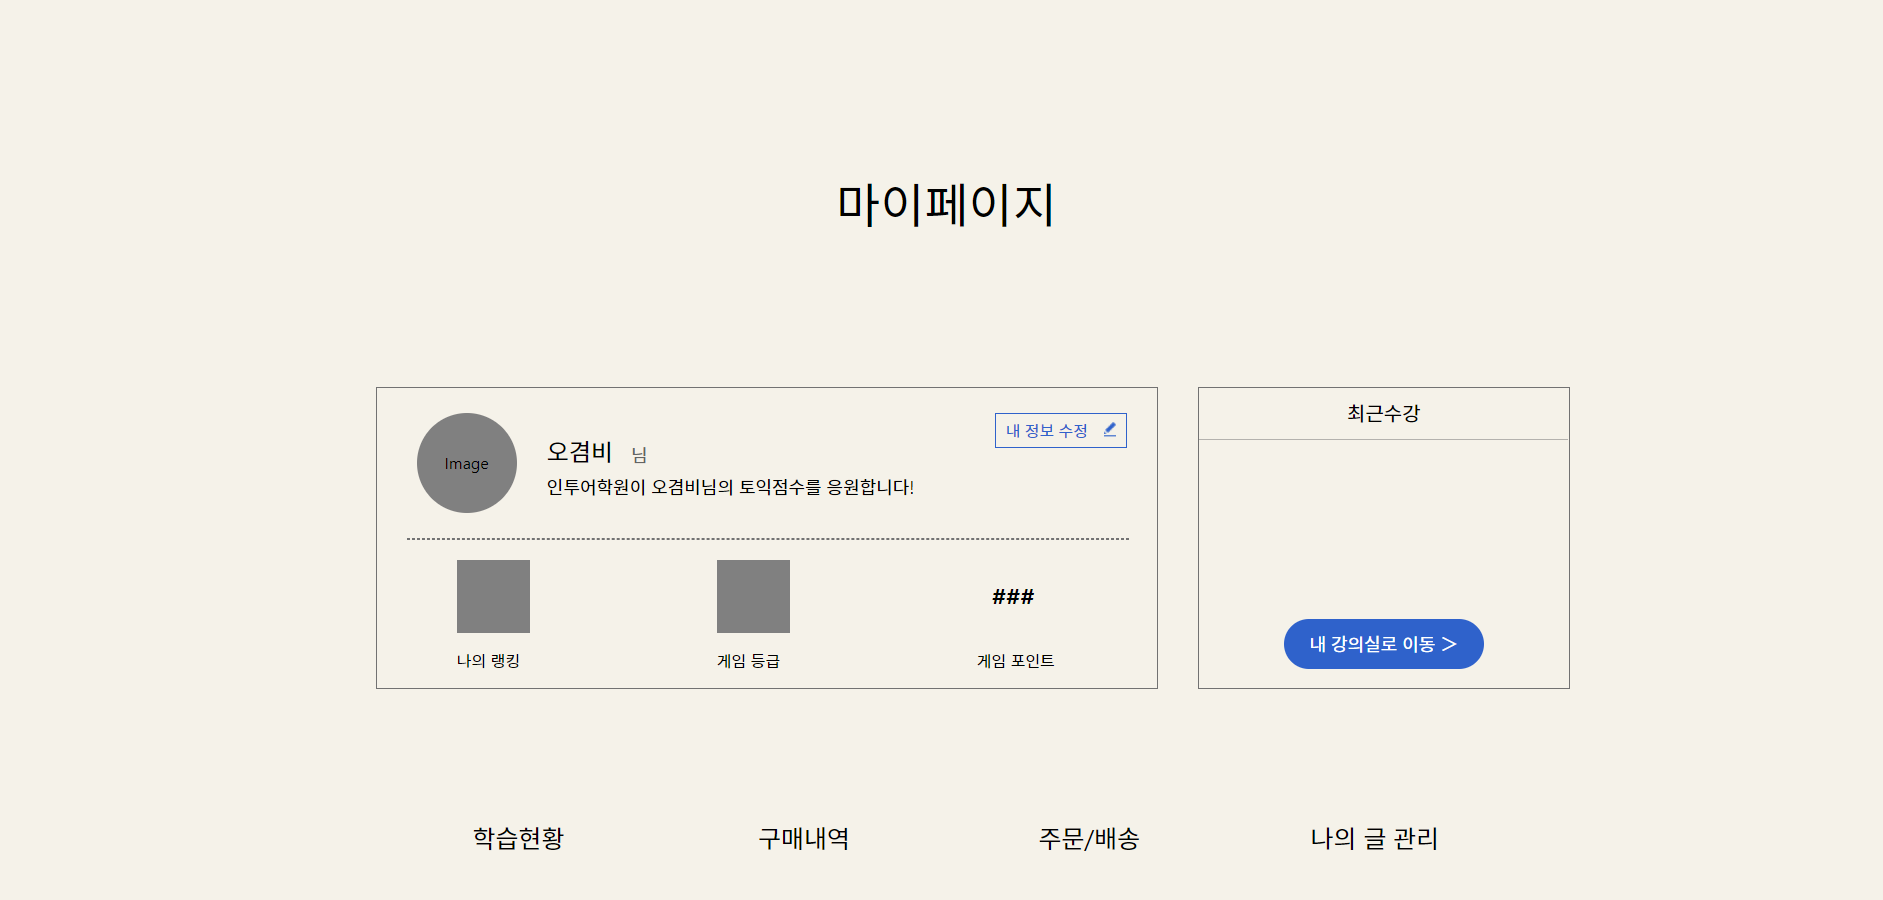 마이페이지
Image
오겸비 님
인투어학원이 오겸비님의 토익점수를 응원합니다!
내 정보 수정
나의 랭킹
게임 등급
###
게임 포인트
최근수강
내 강의실로 이동 >
학습현황
구매내역
주문/배송
나의 글 관리